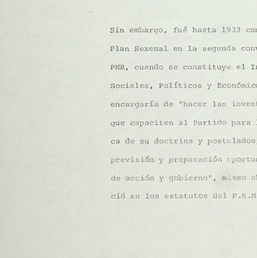 Sin embargo, fué hasta 1933 co
Plan Sexenal en la segunda con
PNR, cuando se constituye el I
Sociales, Políticos y Económic
encargaría de "hacer las inves
que capaciten al Partido para
ca de su doctrina y postulados
previsión y preparación oportu
de acción y gobierno", mismo o
ció en los estatutos del P.R.M